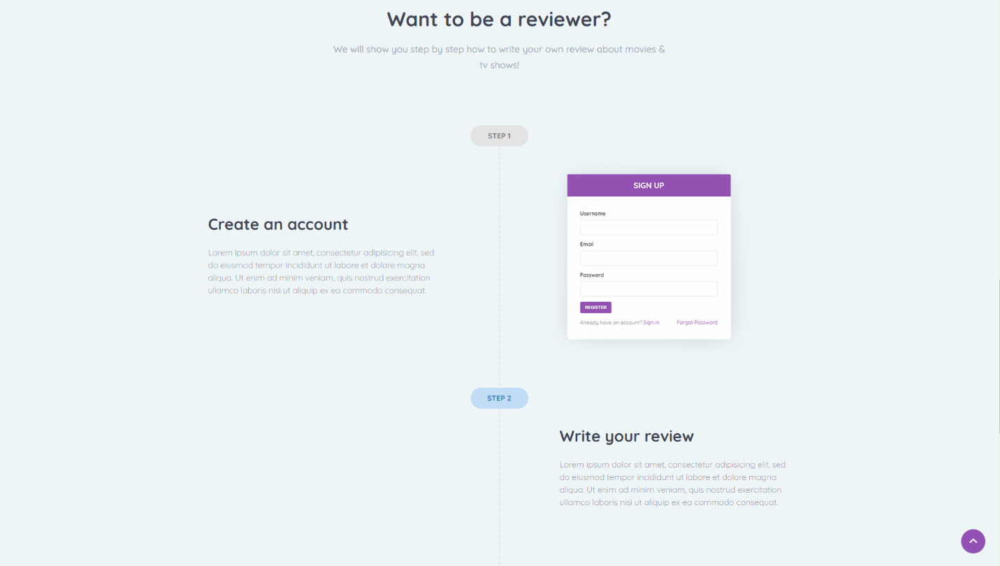 Want to be a reviewer?
We will show you step by step how to write your own review about movies &
tv shows!
STEP 1
Create an account
Lorem ipsum dolor sit amet, consectetur adipisicing elit, sed
do eiusmod tempor incididunt ut labore et dolore magna
aliqua. Ut enim ad minim veniam, quis nostrud exercitation
ullamco laboris nisi ut aliquip ex ea commodo consequat.
SIGN UP
Username
Email
Password
REGISTER
Already have an account? Sign in Forgot Password
STEP 2
Write your review
Lorem ipsum dolor sit amet, consectetur adipisicing elit, sed
do eiusmod tempor incididunt ut labore et dolore magna
aliqua. Ut enim ad minim veniam, quis nostrud exercitation
ullamco laboris nisi ut aliquip ex ea commodo consequat.